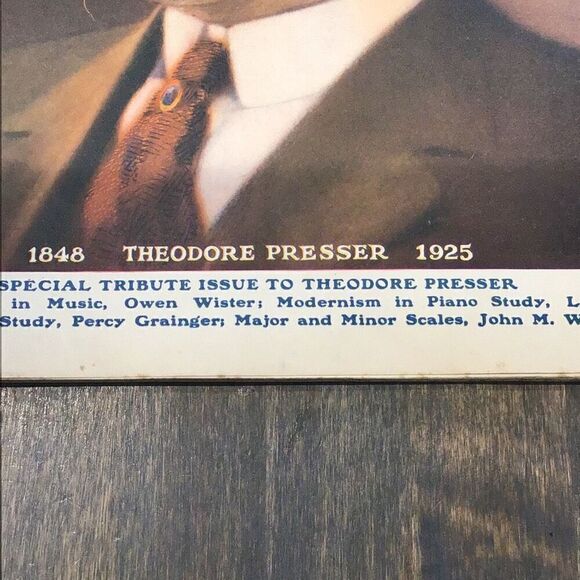 1848 THEODORE PRESSER 1925
SPECIAL TRIBUTE ISSUE TO THEODORE PRESSER
in Music, Owen Wister; Modernism in Piano Study, L
Study, Percy Grainger; Major and Minor Scales, John M. W